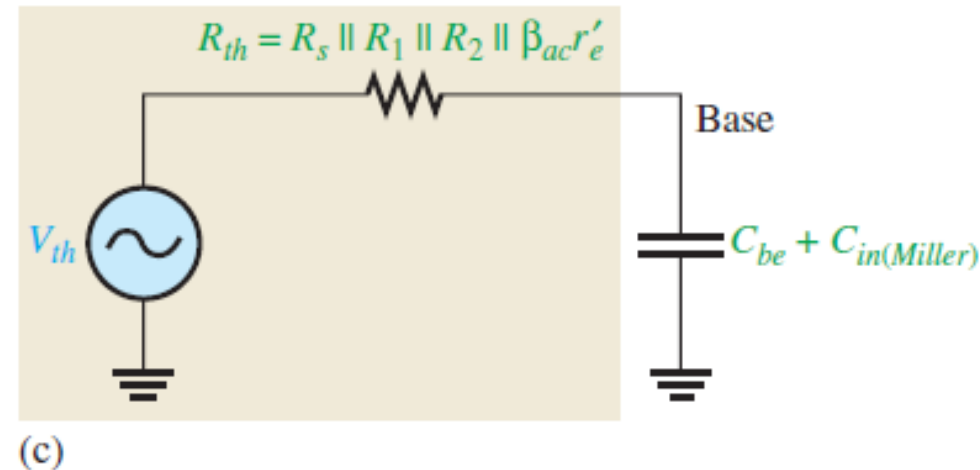 R_th = R_s || R_1 || R_2 || β_ac r'_e
Base
V_th
C_be + C_in(Miller)
(c)